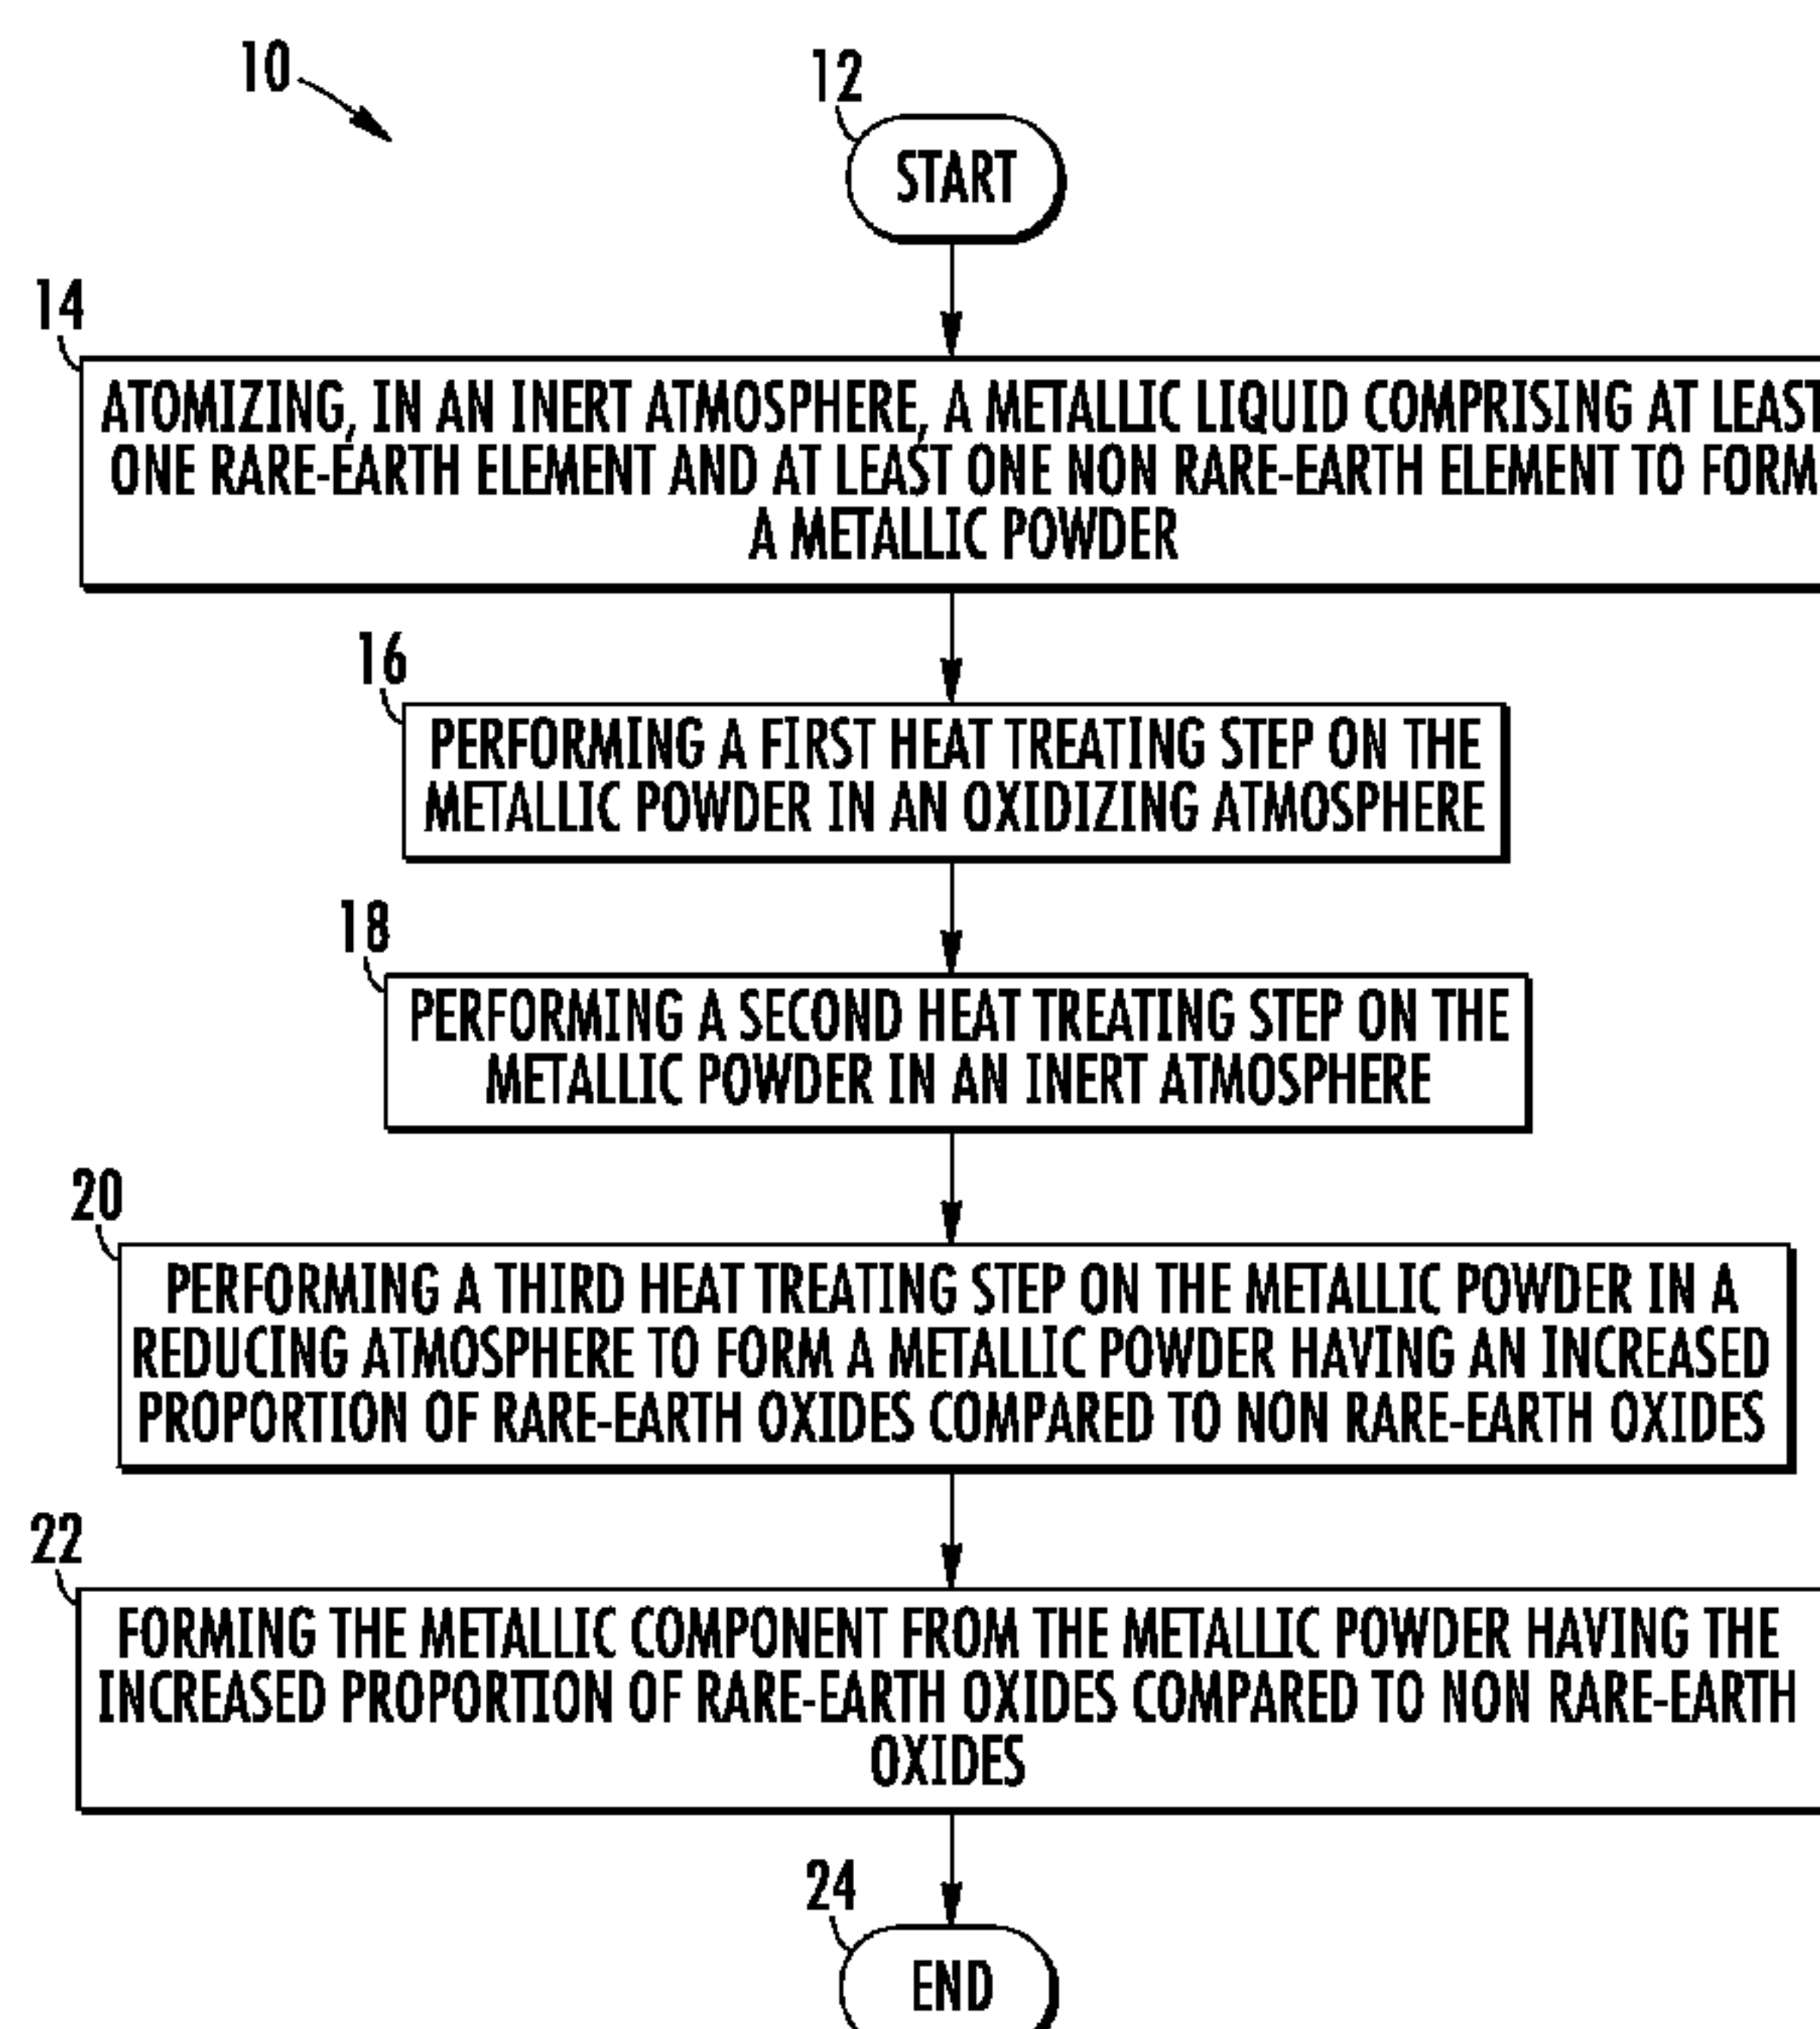 10
12
START
14
ATOMIZING, IN AN INERT ATMOSPHERE, A METALLIC LIQUID COMPRISING AT LEAST
ONE RARE-EARTH ELEMENT AND AT LEAST ONE NON RARE-EARTH ELEMENT TO FORM
A METALLIC POWDER
16
PERFORMING A FIRST HEAT TREATING STEP ON THE
METALLIC POWDER IN AN OXIDIZING ATMOSPHERE
18
PERFORMING A SECOND HEAT TREATING STEP ON THE
METALLIC POWDER IN AN INERT ATMOSPHERE
20
PERFORMING A THIRD HEAT TREATING STEP ON THE METALLIC POWDER IN A
REDUCING ATMOSPHERE TO FORM A METALLIC POWDER HAVING AN INCREASED
PROPORTION OF RARE-EARTH OXIDES COMPARED TO NON RARE-EARTH OXIDES
22
FORMING THE METALLIC COMPONENT FROM THE METALLIC POWDER HAVING THE
INCREASED PROPORTION OF RARE-EARTH OXIDES COMPARED TO NON RARE-EARTH
OXIDES
24
END